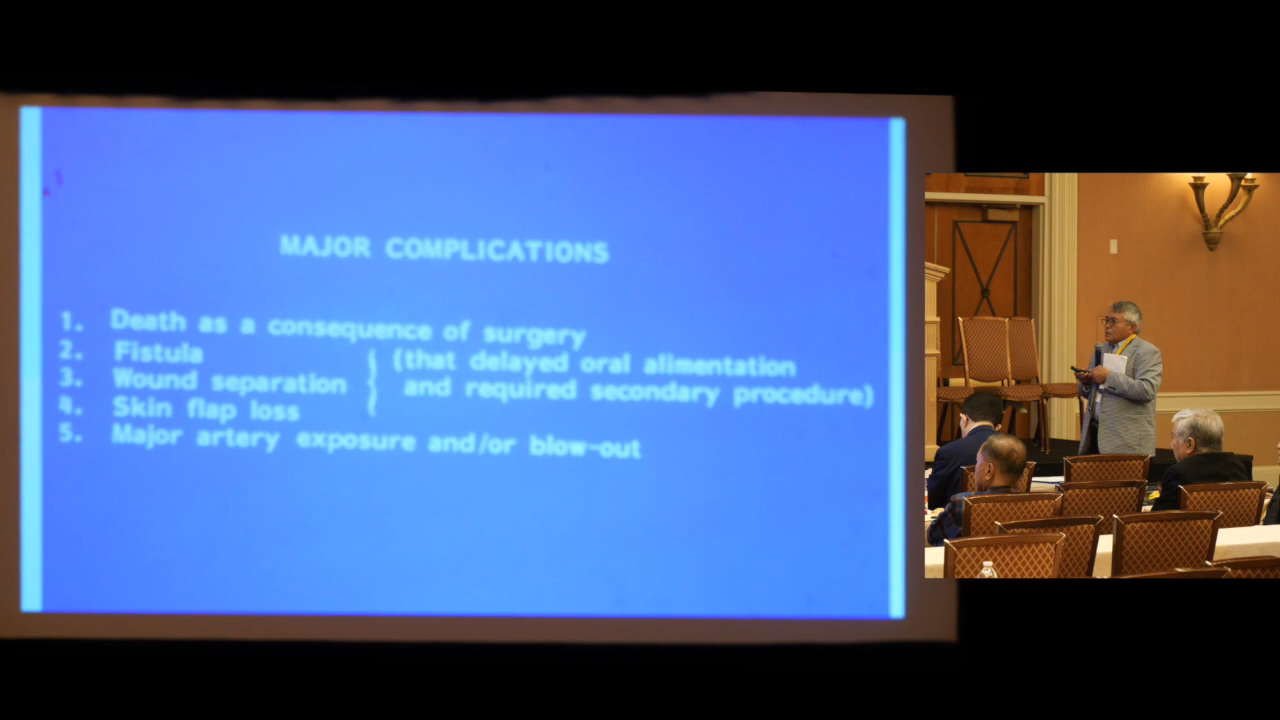 MAJOR COMPLICATIONS
1. Death as a consequence of surgery
2. Fistula (that delayed oral alimentation
3. Wound separation and required secondary procedure)
4. Skin flap loss
5. Major artery exposure and/or blow-out